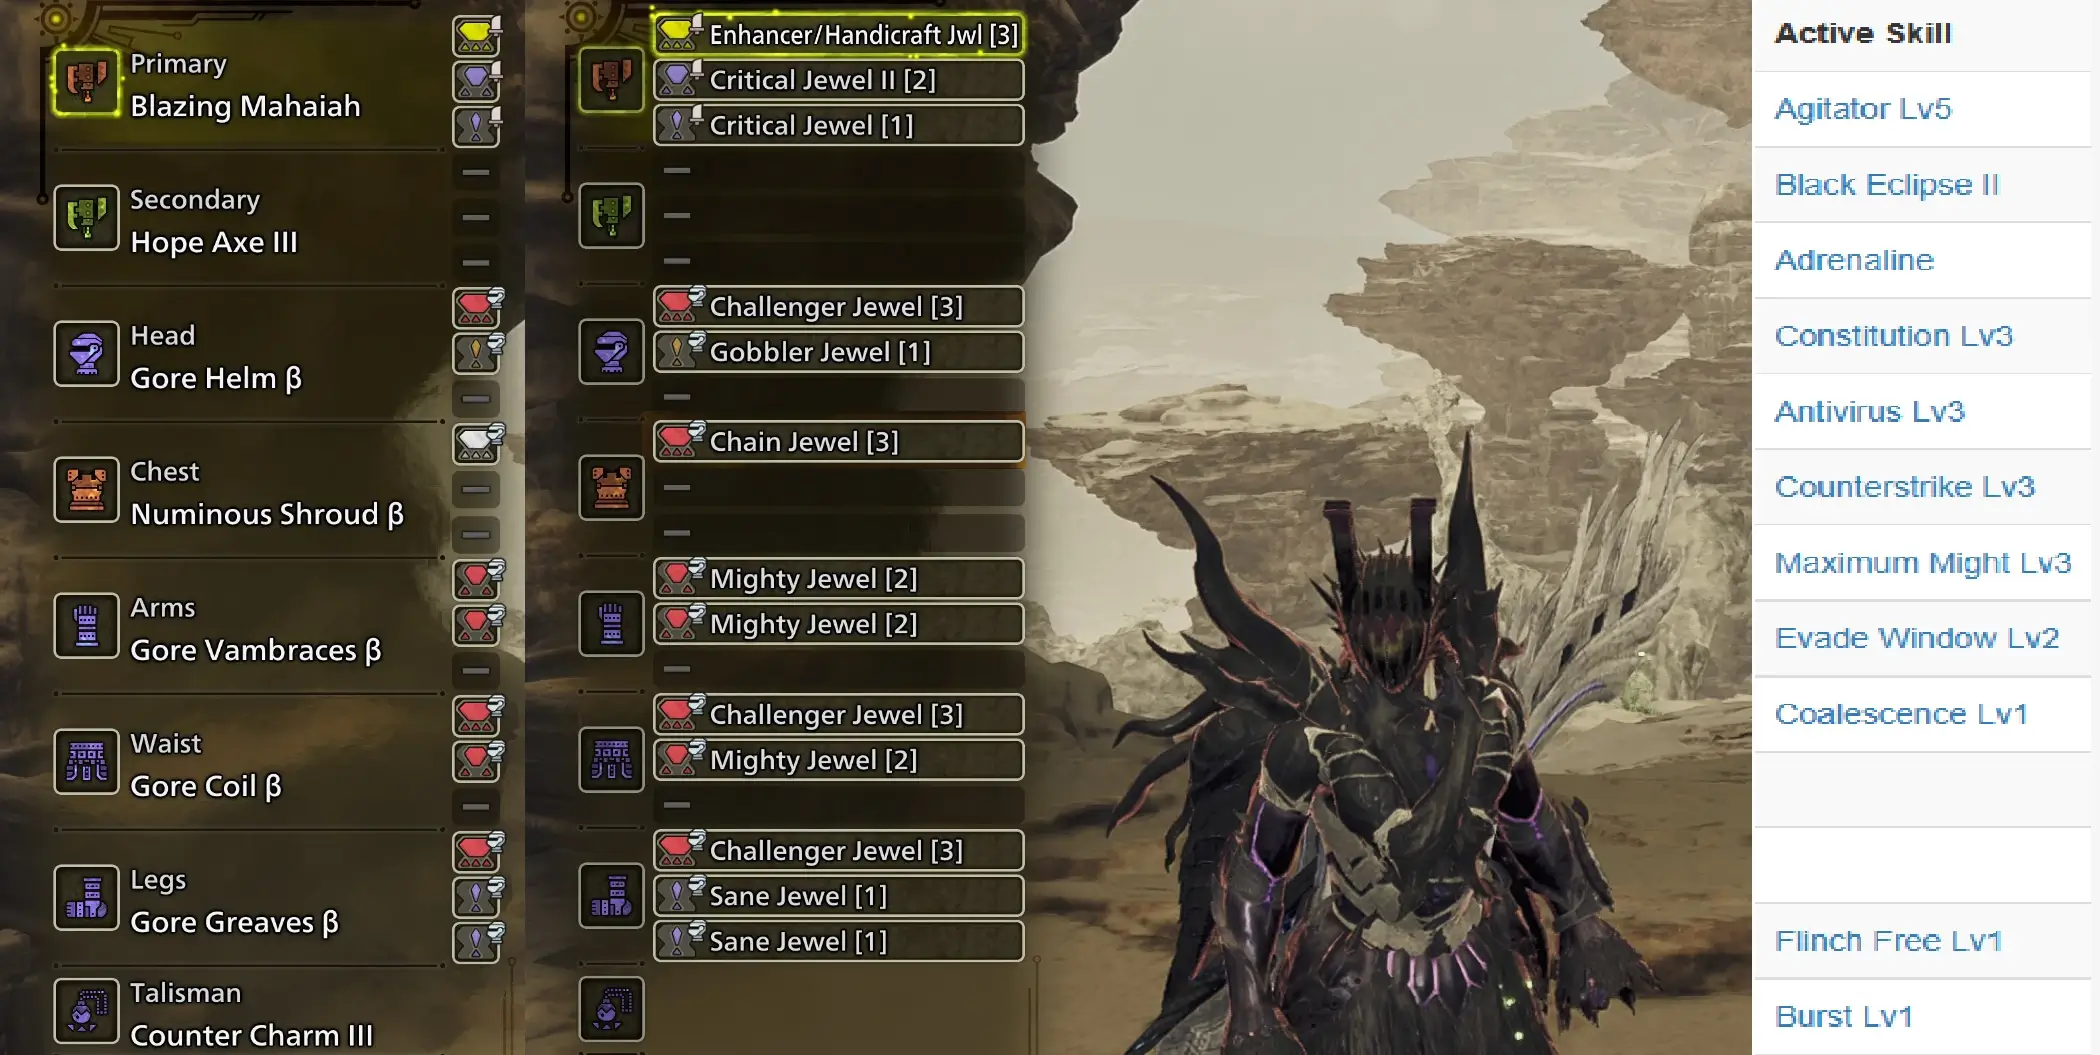 Primary
Blazing Mahaiah
Secondary
Hope Axe III
Head
Gore Helm β
Chest
Numinous Shroud β
Arms
Gore Vambraces β
Waist
Gore Coil β
Legs
Gore Greaves β
Talisman
Counter Charm III
Enhancer/Handicraft Jwl [3]
Critical Jewel II [2]
Critical Jewel [1]
Challenger Jewel [3]
Gobbler Jewel [1]
Chain Jewel [3]
Mighty Jewel [2]
Mighty Jewel [2]
Challenger Jewel [3]
Mighty Jewel [2]
Challenger Jewel [3]
Sane Jewel [1]
Sane Jewel [1]
Active Skill
Agitator Lv5
Black Eclipse II
Adrenaline
Constitution Lv3
Antivirus Lv3
Counterstrike Lv3
Maximum Might Lv3
Evade Window Lv2
Coalescence Lv1
Flinch Free Lv1
Burst Lv1